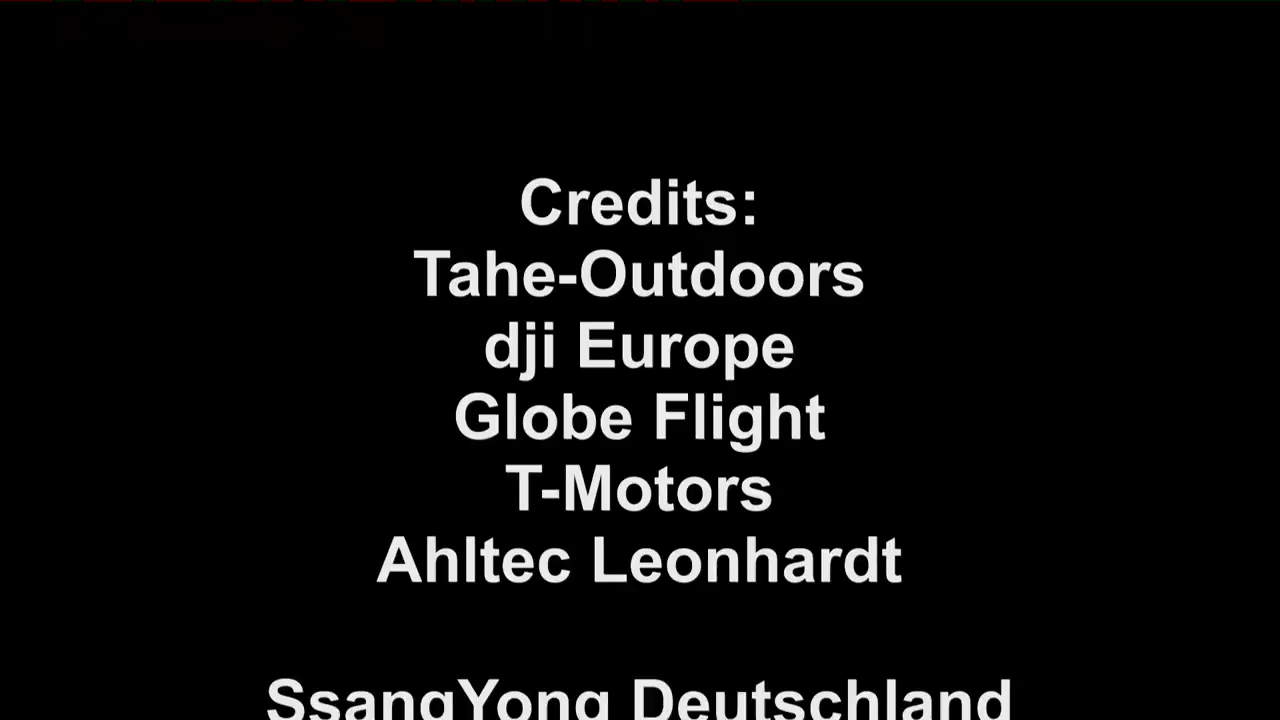 Credits:
Tahe-Outdoors
dji Europe
Globe Flight
T-Motors
Ahltec Leonhardt
SsangYong Deutschland